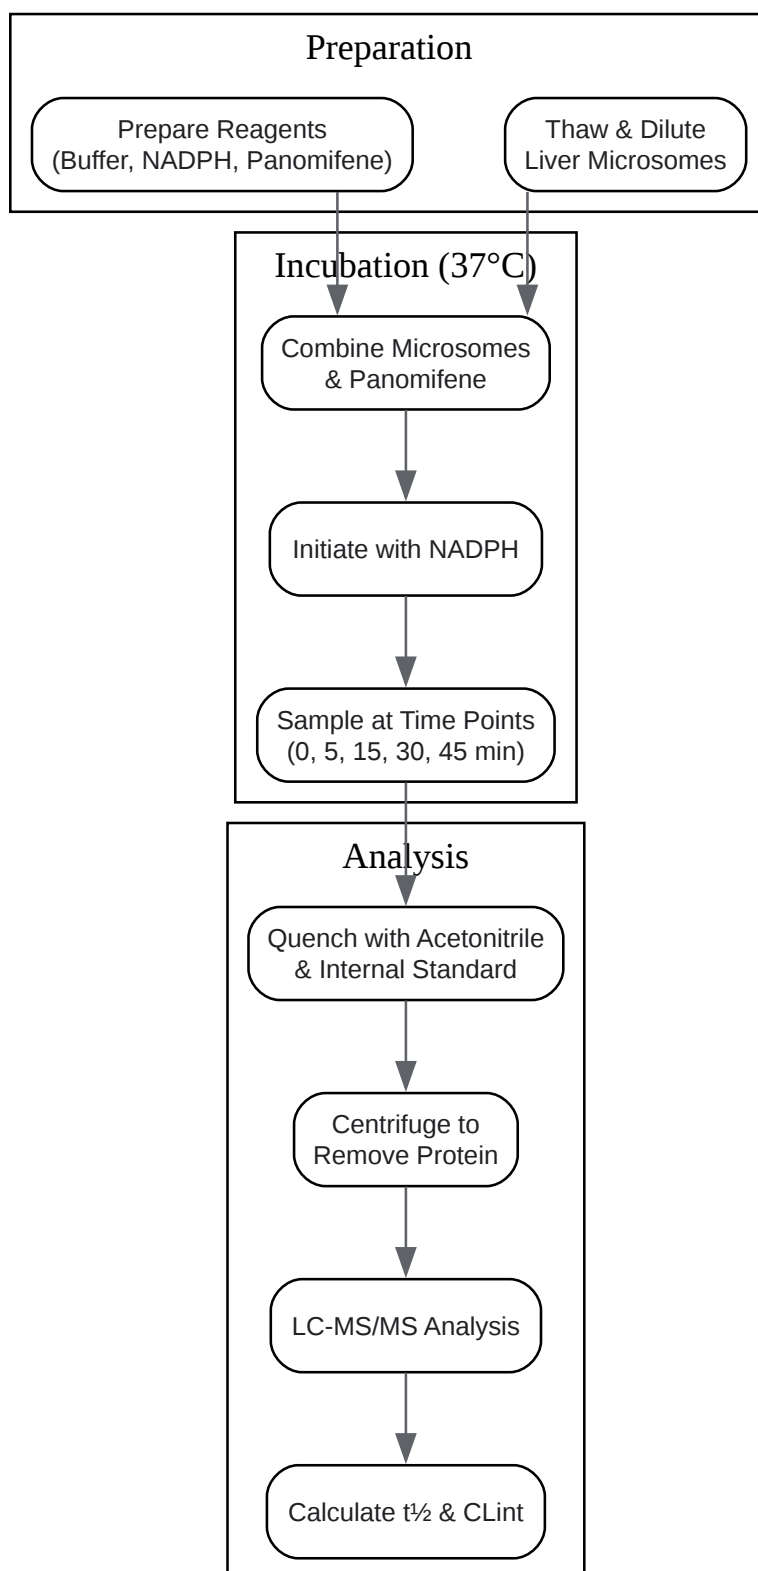 Preparation
Prepare Reagents
(Buffer, NADPH, Panomifene)
Thaw & Dilute
Liver Microsomes
Incubation (37°C)
Combine Microsomes
& Panomifene
Initiate with NADPH
Sample at Time Points
(0, 5, 15, 30, 45 min)
Analysis
Quench with Acetonitrile
& Internal Standard
Centrifuge to
Remove Protein
LC-MS/MS Analysis
Calculate t½ & CLint